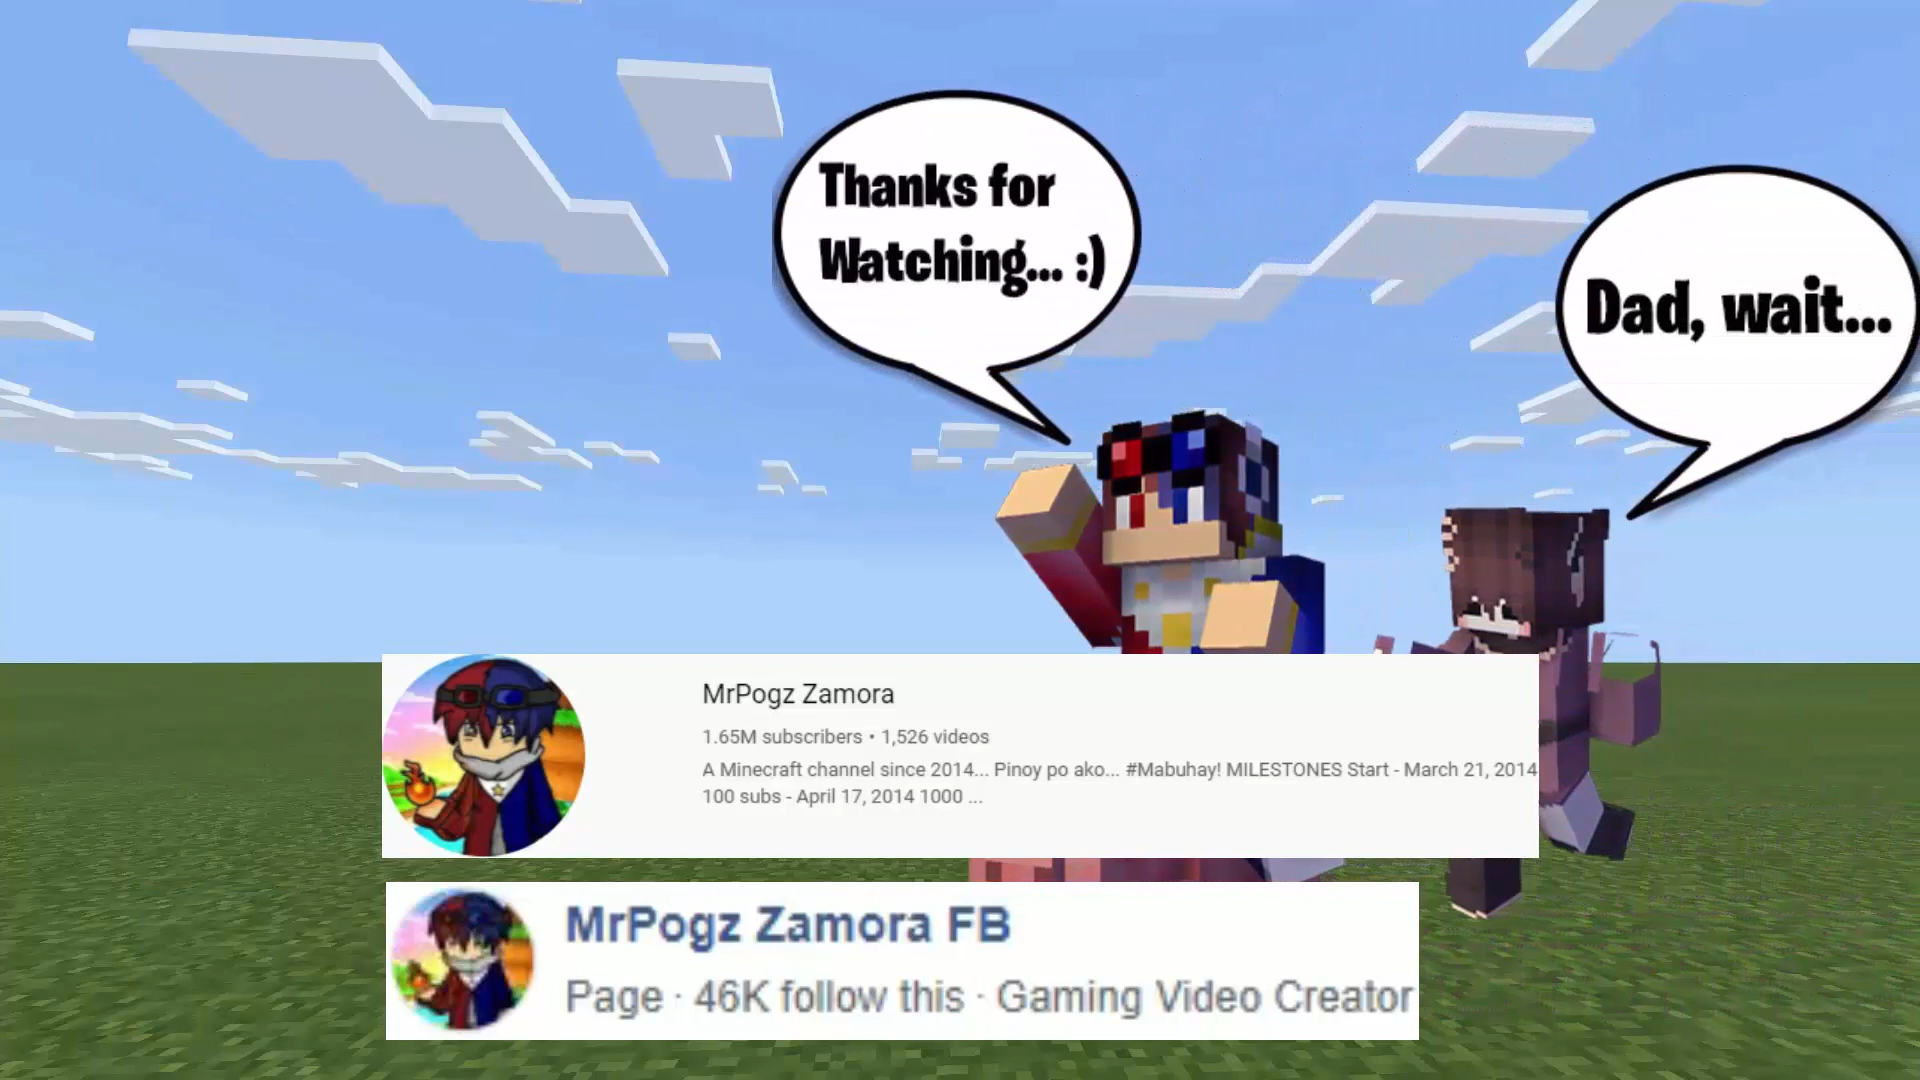 Thanks for
Watching... :)
Dad, wait...
MrPogz Zamora
1.65M subscribers • 1,526 videos
A Minecraft channel since 2014... Pinoy po ako... #Mabuhay! MILESTONES Start - March 21, 2014
100 subs - April 17, 2014 1000 ...
MrPogz Zamora FB
Page · 46K follow this · Gaming Video Creator